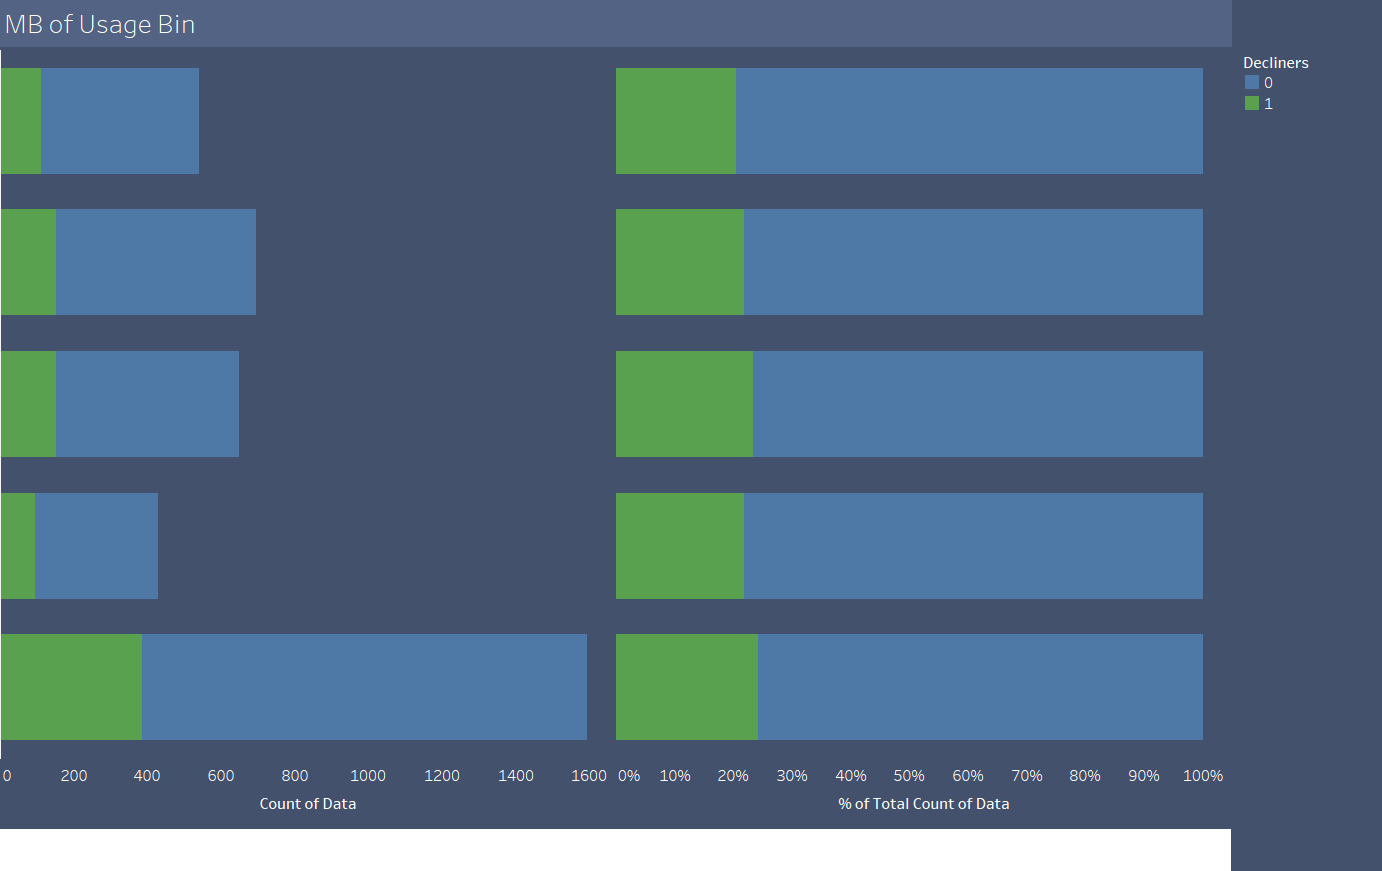 MB of Usage Bin
Decliners
0
1
0 200 400 600 800 1000 1200 1400 1600
0% 10% 20% 30% 40% 50% 60% 70% 80% 90% 100%
Count of Data
% of Total Count of Data